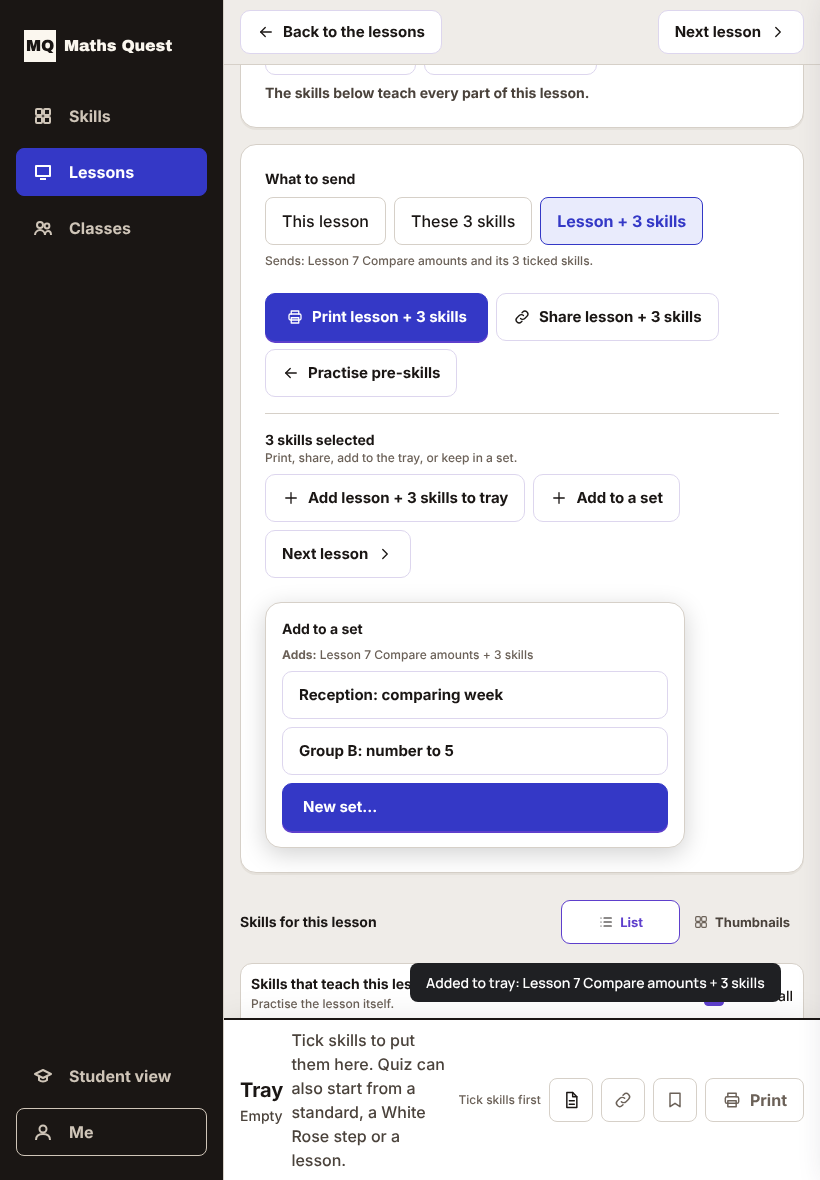 MQ Maths Quest
Skills
Lessons
Classes
Student view
Me
Back to the lessons
Next lesson
The skills below teach every part of this lesson.
What to send
This lesson
These 3 skills
Lesson + 3 skills
Sends: Lesson 7 Compare amounts and its 3 ticked skills.
Print lesson + 3 skills
Share lesson + 3 skills
Practise pre-skills
3 skills selected
Print, share, add to the tray, or keep in a set.
Add lesson + 3 skills to tray
Add to a set
Next lesson
Add to a set
Adds: Lesson 7 Compare amounts + 3 skills
Reception: comparing week
Group B: number to 5
New set...
Skills for this lesson
List
Thumbnails
Skills that teach this les
Practise the lesson itself.
all
Added to tray: Lesson 7 Compare amounts + 3 skills
Tray
Empty
Tick skills to put
them here. Quiz can
also start from a
standard, a White
Rose step or a
lesson.
Tick skills first
Print